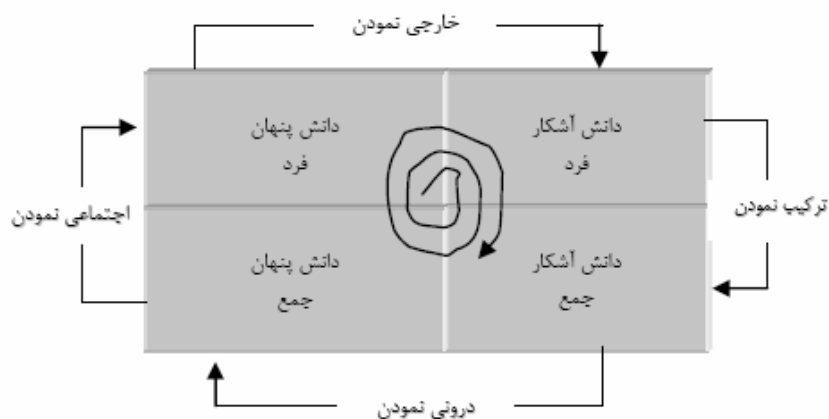 خارجی نمودن
دانش آشکار
فرد
دانش پنهان
فرد
ترکیب نمودن
اجتماعی نمودن
دانش آشکار
جمع
دانش پنهان
جمع
درونی نمودن